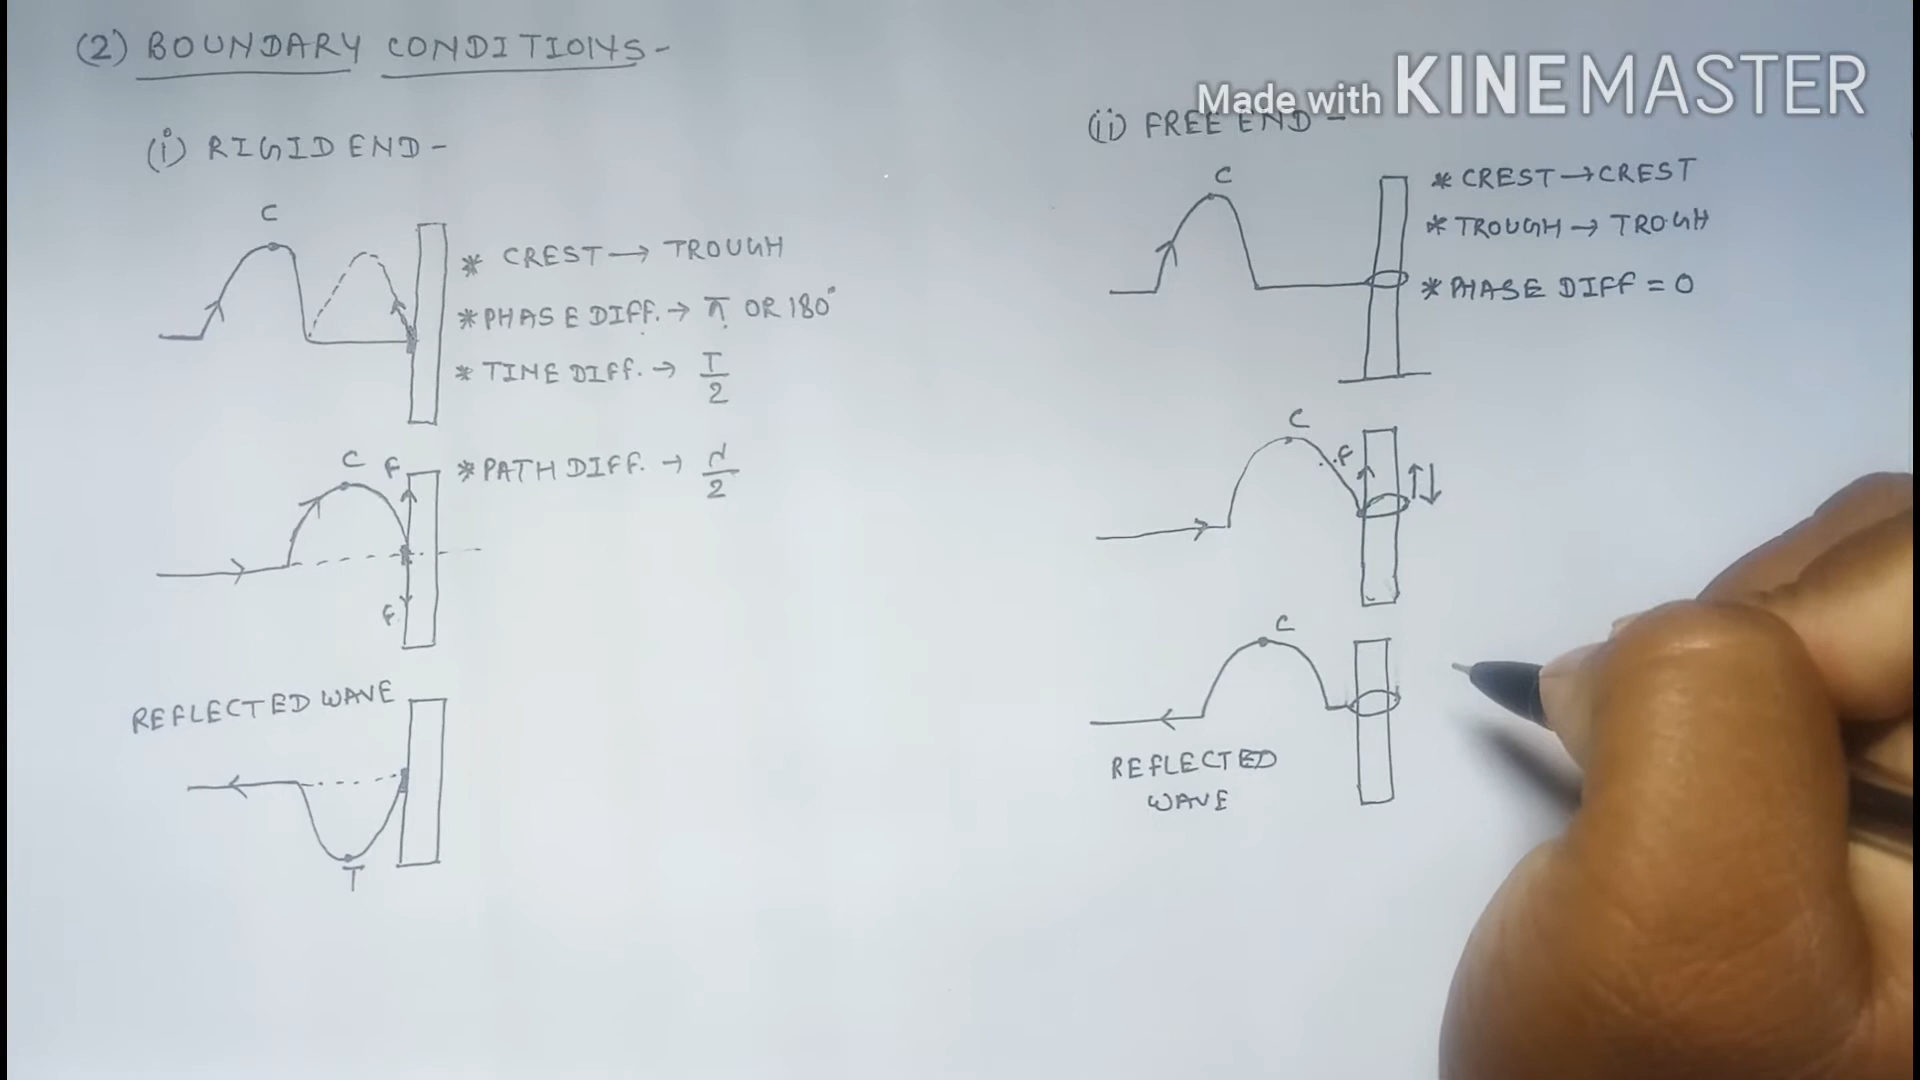 (2) BOUNDARY CONDITIONS-
Made with KINEMASTER
(i) RIGID END-
(ii) FREE END-
C
* CREST → TROUGH
* PHASE DIFF. → π OR 180°
* TIME DIFF. → T/2
C
F
* PATH DIFF. → λ/2
F
REFLECTED WAVE
T
C
* CREST → CREST
* TROUGH → TROGH
* PHASE DIFF = 0
C
F
↑↓
C
REFLECTED
WAVE